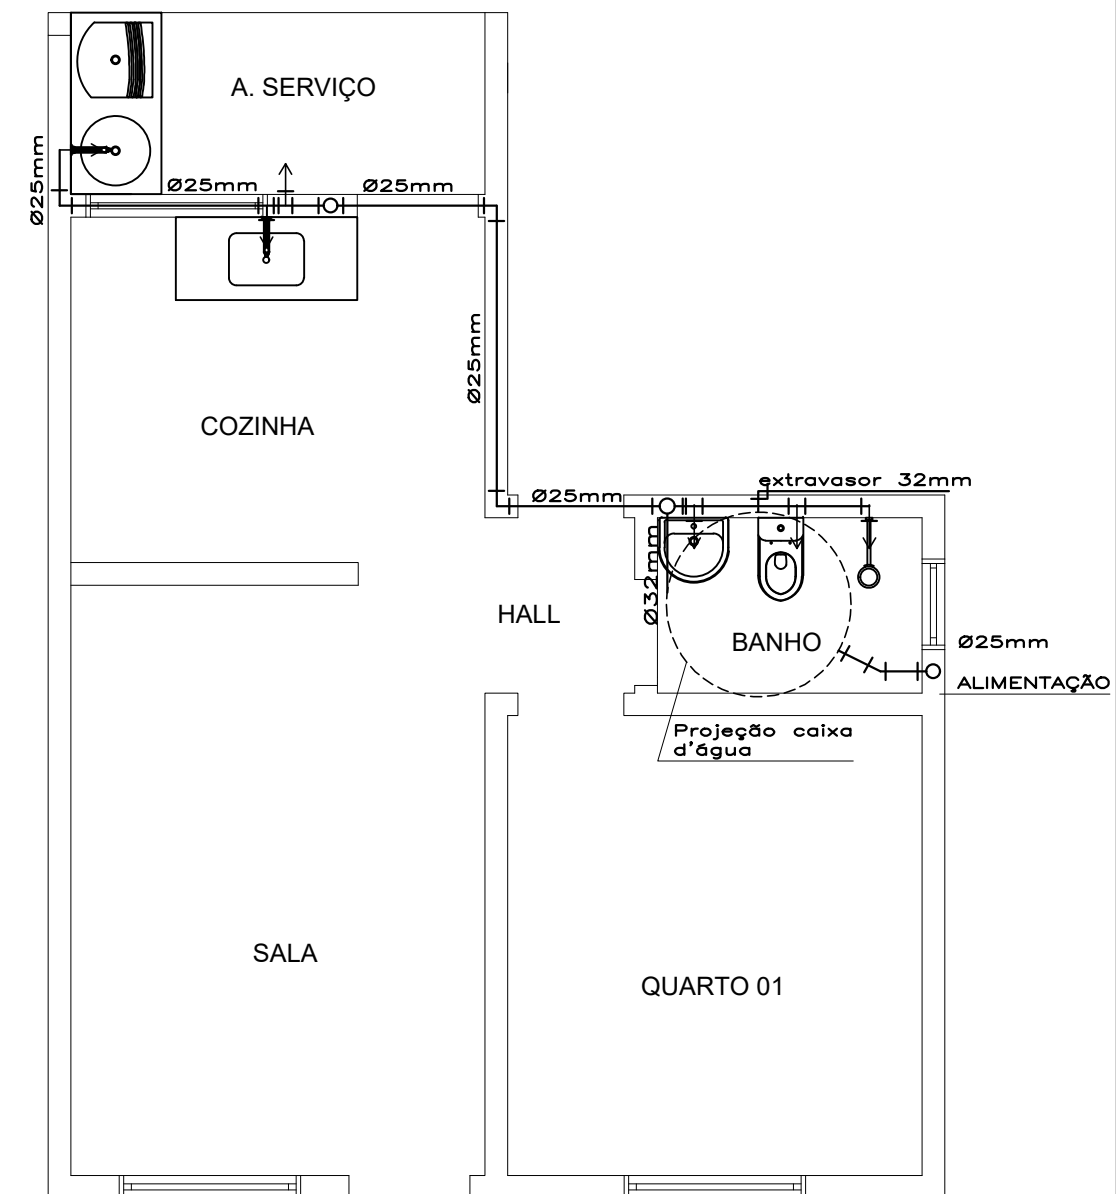 A. SERVIÇO
Ø25mm
Ø25mm
Ø25mm
Ø25mm
COZINHA
extravasor 32mm
Ø25mm
Ø32mm
HALL
BANHO
Ø25mm
ALIMENTAÇÃO
Projeção caixa
d'água
SALA
QUARTO 01